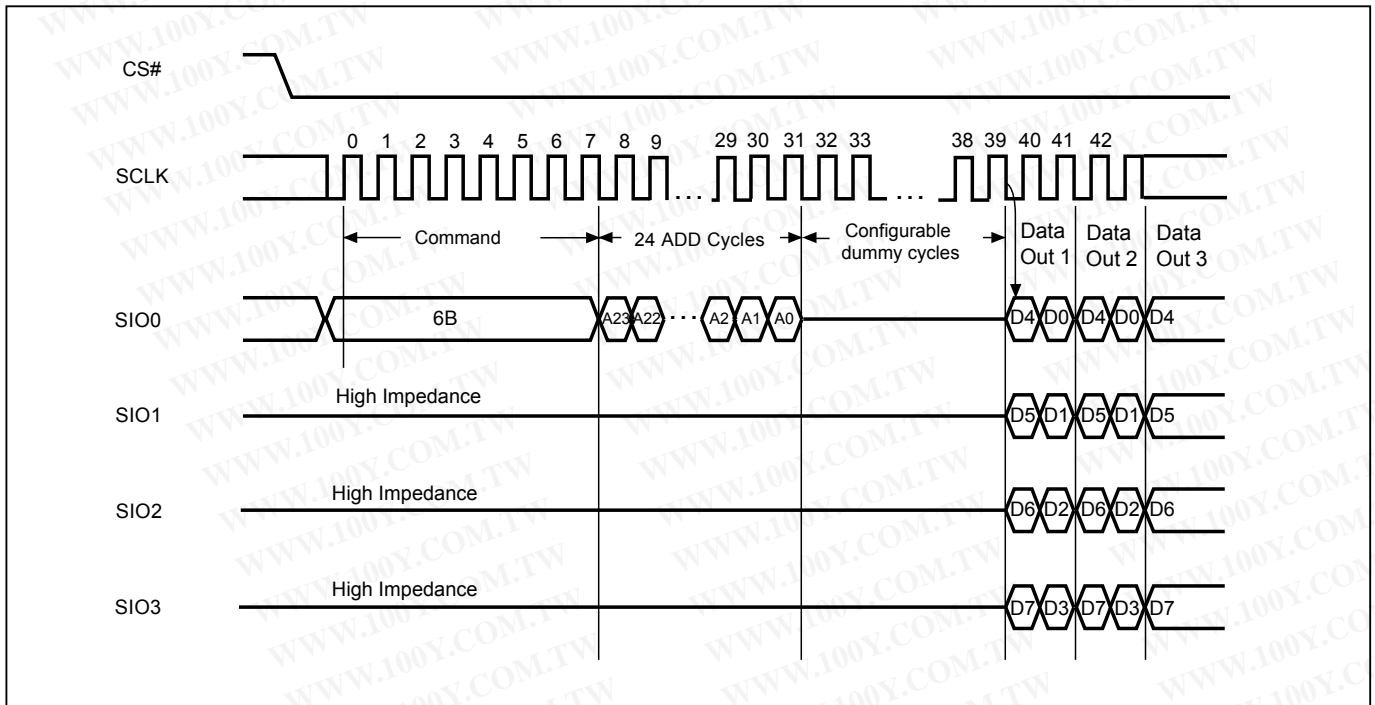 CS#
0 1 2 3 4 5 6 7 8 9 29 30 31 32 33 38 39 40 41 42
SCLK
Command
24 ADD Cycles
Configurable
dummy cycles
Data
Out 1
Data
Out 2
Data
Out 3
SIO0
6B
A23 A22 ··· A2 A1 A0
D4 D0 D4 D0 D4
High Impedance
SIO1
D5 D1 D5 D1 D5
High Impedance
SIO2
D6 D2 D6 D2 D6
High Impedance
SIO3
D7 D3 D7 D3 D7
WWW.100Y.COM.TW